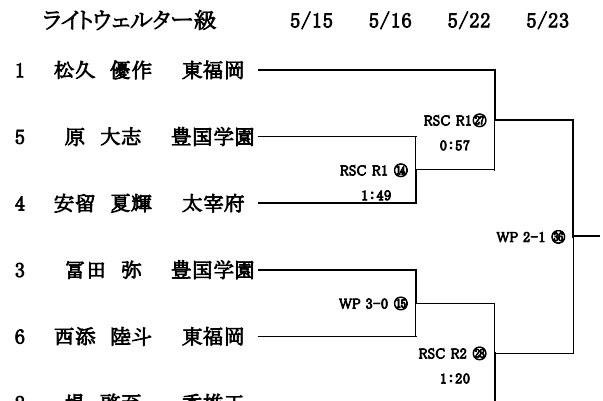 ライトウェルター級 5/15 5/16 5/22 5/23
1 松久 優作 東福岡
RSC R1㉗
5 原 大志 豊国学園
0:57
RSC R1 ⑭
1:49
4 安留 夏輝 太宰府
WP 2-1 ㊱
3 冨田 弥 豊国学園
WP 3-0 ⑮
6 西添 陸斗 東福岡
RSC R2 ㉘
1:20